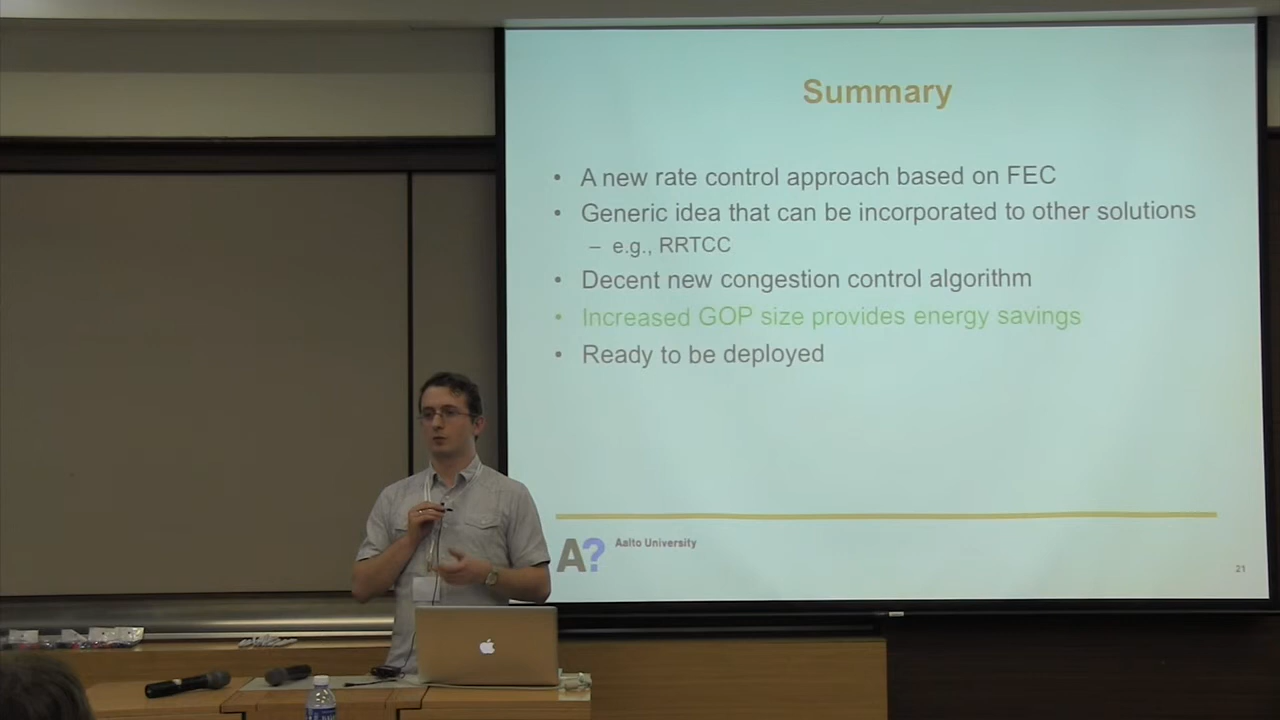 Summary
• A new rate control approach based on FEC
• Generic idea that can be incorporated to other solutions
– e.g., RRTCC
• Decent new congestion control algorithm
• Increased GOP size provides energy savings
• Ready to be deployed
A?
Aalto University
21